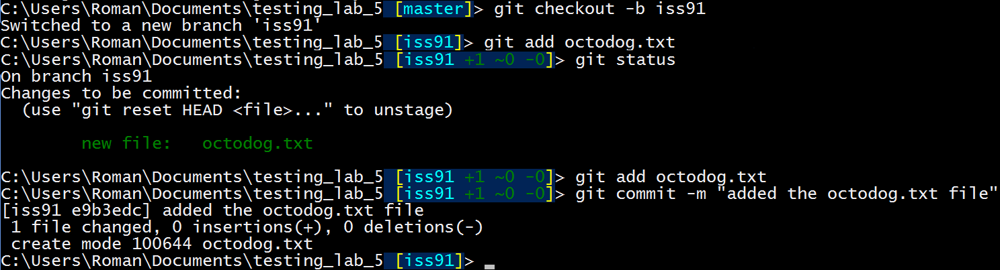 C:\Users\Roman\Documents\testing_lab_5 [master]> git checkout -b iss91
Switched to a new branch 'iss91'
C:\Users\Roman\Documents\testing_lab_5 [iss91]> git add octodog.txt
C:\Users\Roman\Documents\testing_lab_5 [iss91 +1 ~0 -0]> git status
On branch iss91
Changes to be committed:
  (use "git reset HEAD <file>..." to unstage)
        new file:   octodog.txt
C:\Users\Roman\Documents\testing_lab_5 [iss91 +1 ~0 -0]> git add octodog.txt
C:\Users\Roman\Documents\testing_lab_5 [iss91 +1 ~0 -0]> git commit -m "added the octodog.txt file"
[iss91 e9b3edc] added the octodog.txt file
 1 file changed, 0 insertions(+), 0 deletions(-)
 create mode 100644 octodog.txt
C:\Users\Roman\Documents\testing_lab_5 [iss91]>